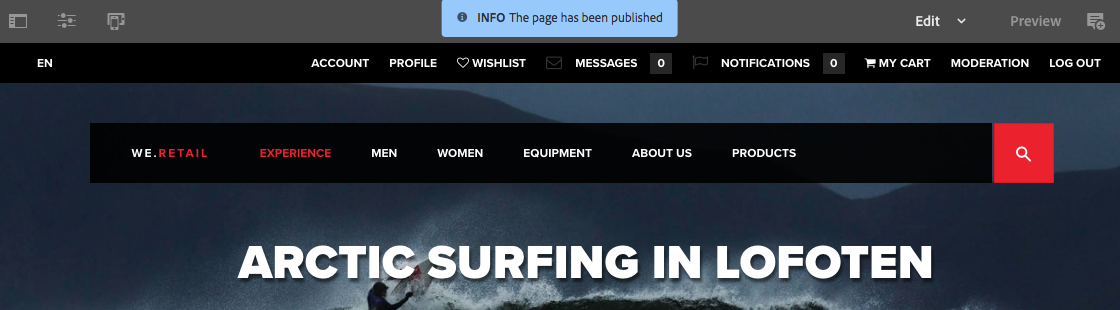 INFO The page has been published
Edit
Preview
EN
ACCOUNT PROFILE WISHLIST MESSAGES 0 NOTIFICATIONS 0 MY CART MODERATION LOG OUT
WE.RETAIL EXPERIENCE MEN WOMEN EQUIPMENT ABOUT US PRODUCTS
ARCTIC SURFING IN LOFOTEN